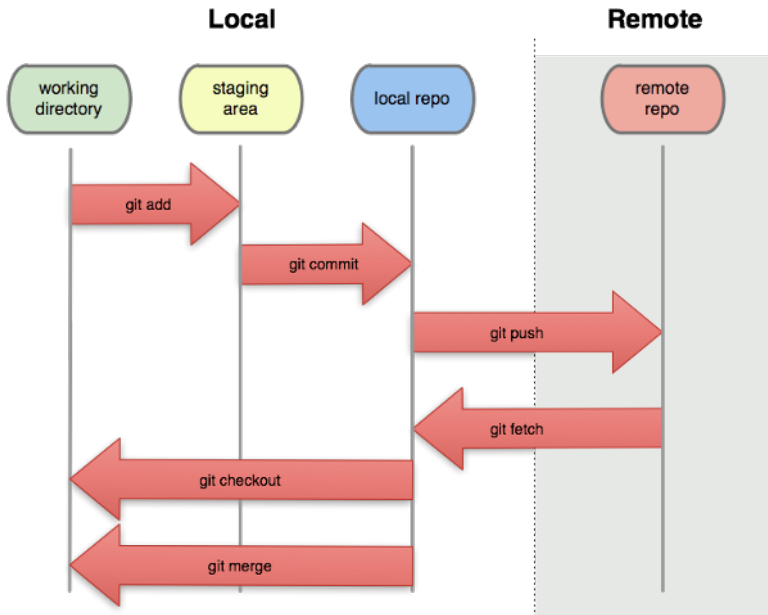 Local
Remote
working
directory
staging
area
local repo
remote
repo
git add
git commit
git push
git fetch
git checkout
git merge